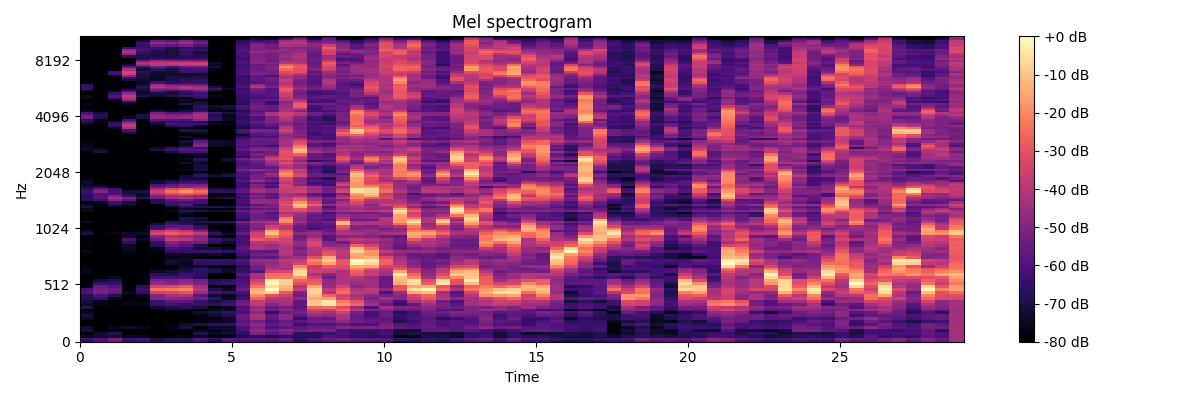 Mel spectrogram
8192
4096
2048
1024
512
0
Hz
0 5 10 15 20 25
Time
+0 dB
-10 dB
-20 dB
-30 dB
-40 dB
-50 dB
-60 dB
-70 dB
-80 dB